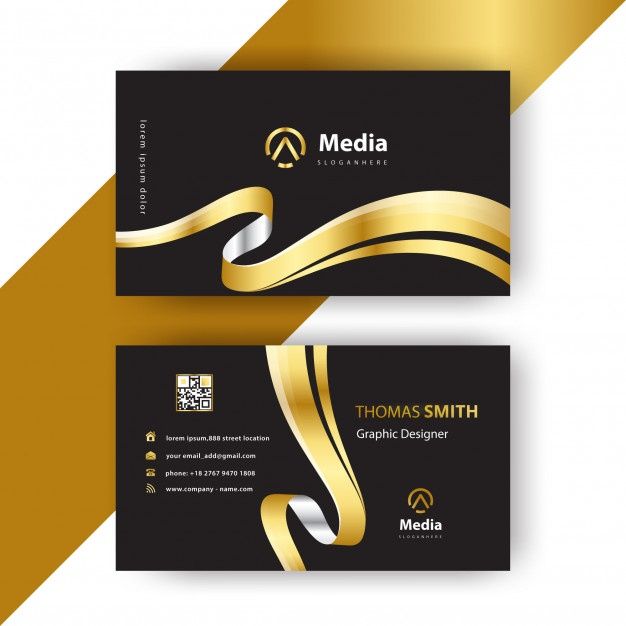 lorem ipsum dolor
Media
SLOGANHERE
THOMAS SMITH
Graphic Designer
lorem ipsum,888 street location
your email_add@gmail.com
phone: +18 2767 9470 1808
www.company - name.com
Media
SLOGANHERE